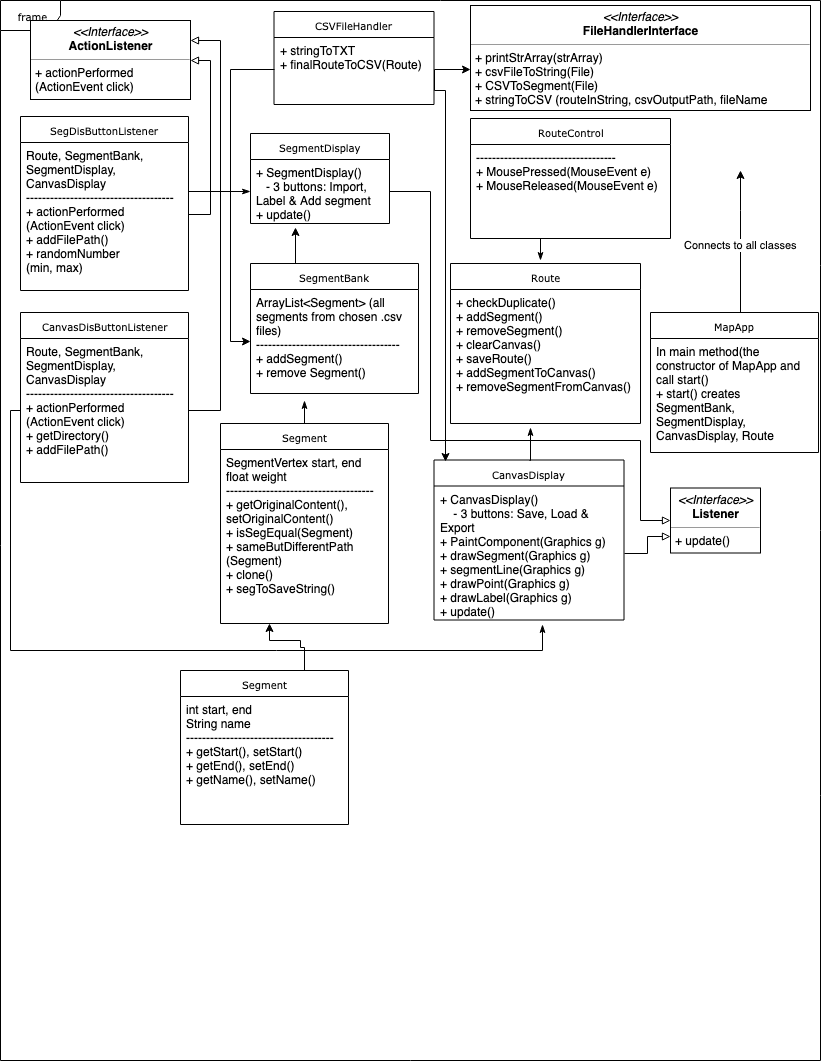 frame
<<Interface>>
ActionListener
+ actionPerformed
(ActionEvent click)
CSVFileHandler
+ stringToTXT
+ finalRouteToCSV(Route)
<<Interface>>
FileHandlerInterface
+ printStrArray(strArray)
+ csvFileToString(File)
+ CSVToSegment(File)
+ stringToCSV (routeInString, csvOutputPath, fileName
SegDisButtonListener
Route, SegmentBank,
SegmentDisplay,
CanvasDisplay
-------------------------------------
+ actionPerformed
(ActionEvent click)
+ addFilePath()
+ randomNumber
(min, max)
SegmentDisplay
+ SegmentDisplay()
- 3 buttons: Import,
Label & Add segment
+ update()
RouteControl
-----------------------------------
+ MousePressed(MouseEvent e)
+ MouseReleased(MouseEvent e)
Connects to all classes
SegmentBank
ArrayList<Segment> (all
segments from chosen .csv
files)
------------------------------------
+ addSegment()
+ remove Segment()
Route
+ checkDuplicate()
+ addSegment()
+ removeSegment()
+ clearCanvas()
+ saveRoute()
+ addSegmentToCanvas()
+ removeSegmentFromCanvas()
CanvasDisButtonListener
Route, SegmentBank,
SegmentDisplay,
CanvasDisplay
-------------------------------------
+ actionPerformed
(ActionEvent click)
+ getDirectory()
+ addFilePath()
MapApp
In main method(the
constructor of MapApp and
call start()
+ start() creates
SegmentBank,
SegmentDisplay,
CanvasDisplay, Route
Segment
SegmentVertex start, end
float weight
-------------------------------------
+ getOriginalContent(),
setOriginalContent()
+ isSegEqual(Segment)
+ sameButDifferentPath
(Segment)
+ clone()
+ segToSaveString()
CanvasDisplay
+ CanvasDisplay()
- 3 buttons: Save, Load &
Export
+ PaintComponent(Graphics g)
+ drawSegment(Graphics g)
+ segmentLine(Graphics g)
+ drawPoint(Graphics g)
+ drawLabel(Graphics g)
+ update()
<<Interface>>
Listener
+ update()
Segment
int start, end
String name
-------------------------------------
+ getStart(), setStart()
+ getEnd(), setEnd()
+ getName(), setName()